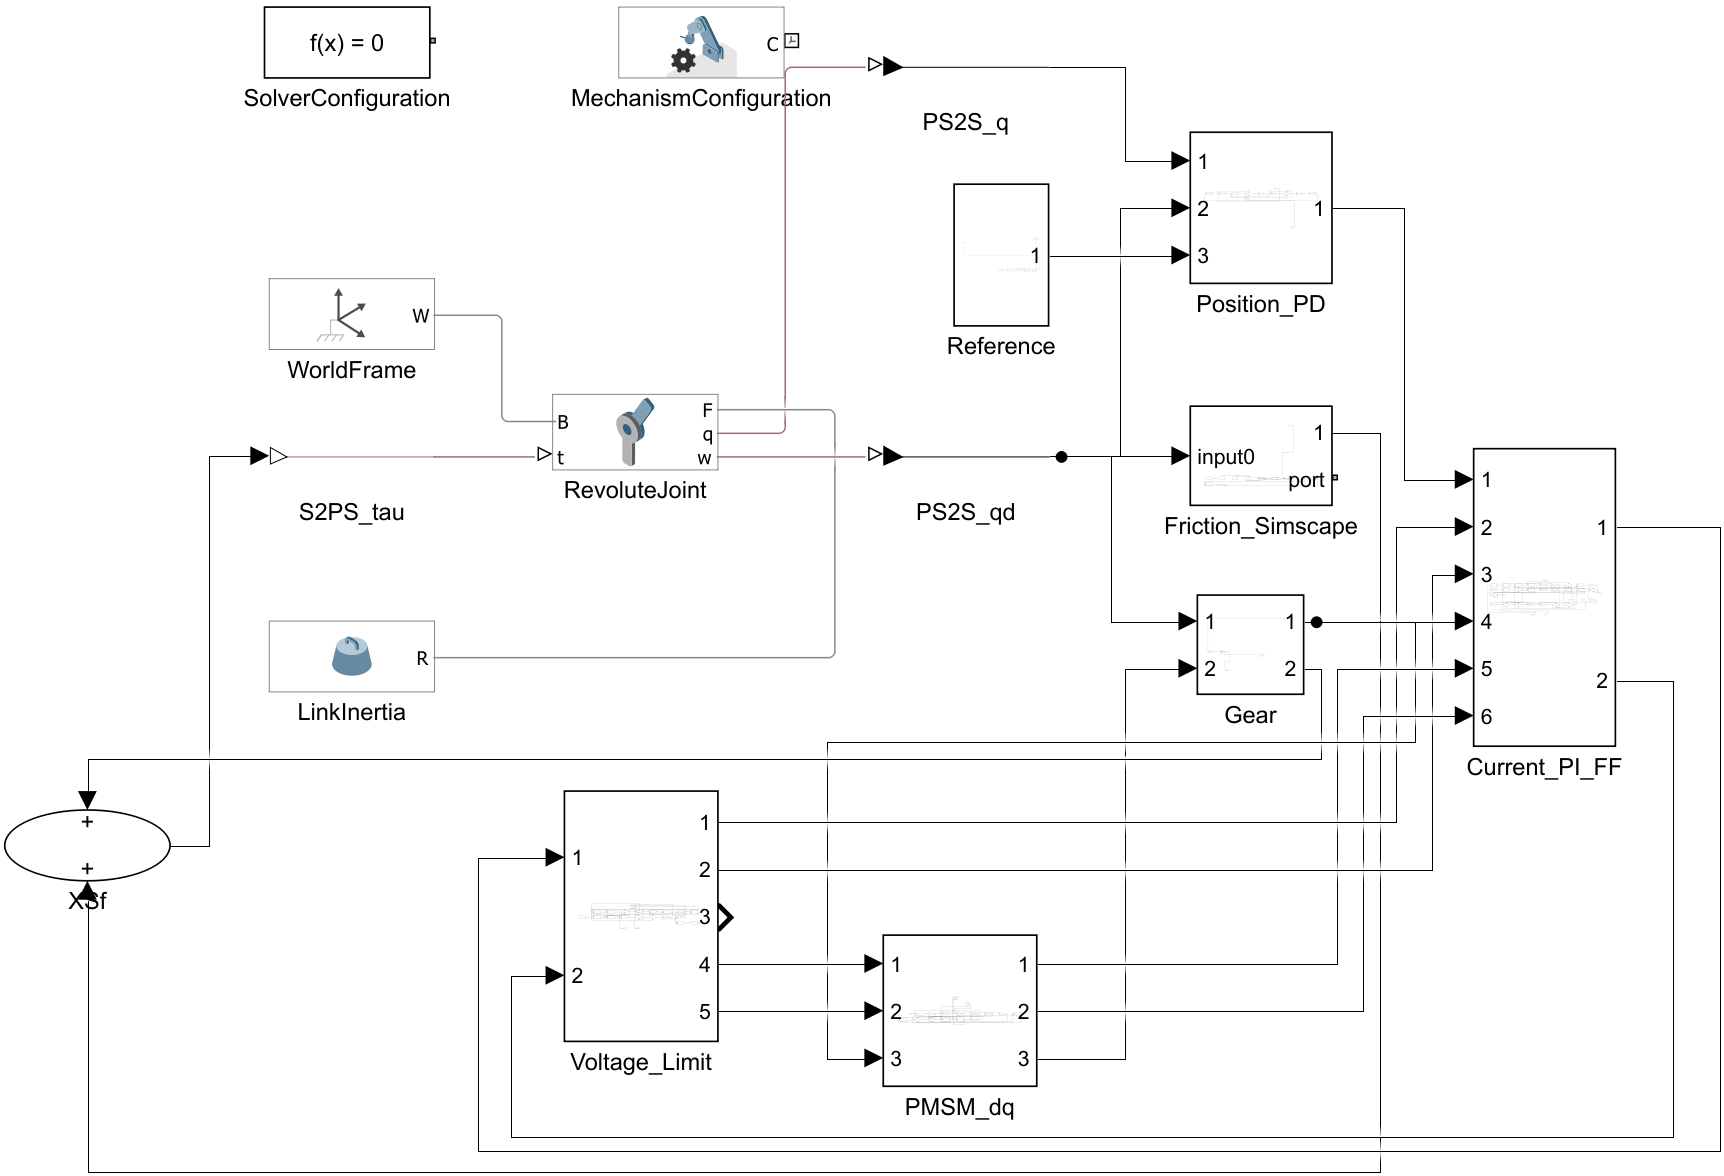 f(x) = 0
SolverConfiguration
C
MechanismConfiguration
PS2S_q
1
2
3
1
Position_PD
1
Reference
W
WorldFrame
B
t
F
q
w
RevoluteJoint
S2PS_tau
PS2S_qd
input0
1
port
Friction_Simscape
1
2
3
4
5
6
1
2
Current_PI_FF
1
2
1
2
Gear
R
LinkInertia
+
+
XSf
1
2
1
2
3
4
5
Voltage_Limit
1
2
3
1
2
3
PMSM_dq